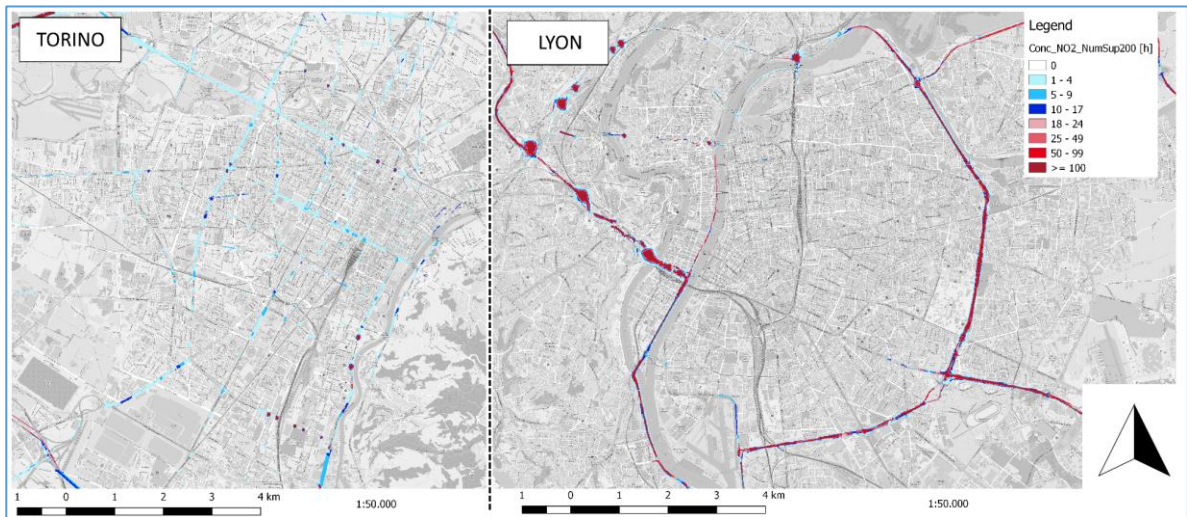 TORINO
LYON
Legend
Conc_NO2_NumSup200 [h]
0
1 - 4
5 - 9
10 - 17
18 - 24
25 - 49
50 - 99
>= 100
1 0 1 2 3 4 km
1:50.000
1 0 1 2 3 4 km
1:50.000